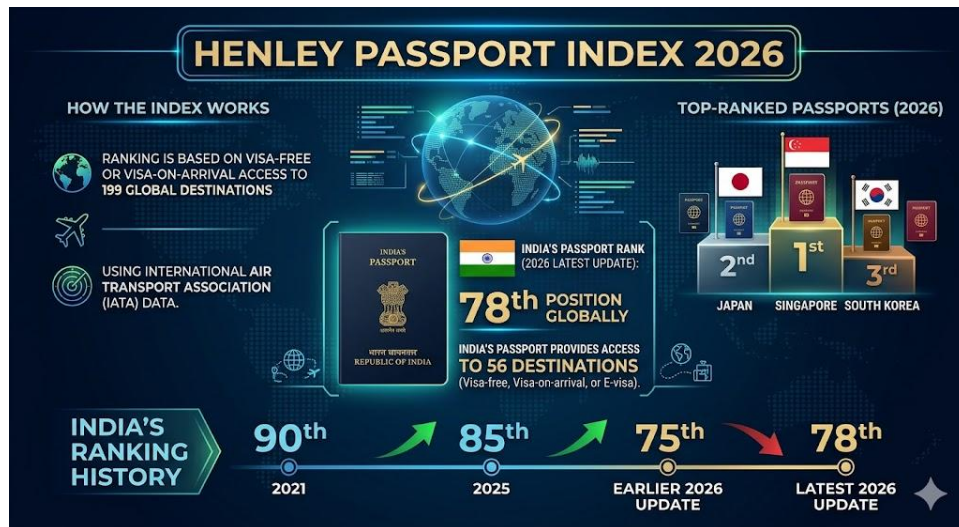 HENLEY PASSPORT INDEX 2026
HOW THE INDEX WORKS
RANKING IS BASED ON VISA-FREE
OR VISA-ON-ARRIVAL ACCESS TO
199 GLOBAL DESTINATIONS
USING INTERNATIONAL AIR
TRANSPORT ASSOCIATION
(IATA) DATA.
INDIA'S
PASSPORT
REPUBLIC OF INDIA
INDIA'S PASSPORT RANK
(2026 LATEST UPDATE):
78th POSITION
GLOBALLY
INDIA'S PASSPORT PROVIDES ACCESS
TO 56 DESTINATIONS
(Visa-free, Visa-on-arrival, or E-visa).
TOP-RANKED PASSPORTS (2026)
2nd
1st
3rd
JAPAN
SINGAPORE
SOUTH KOREA
INDIA'S
RANKING
HISTORY
90th
2021
85th
2025
75th
EARLIER 2026
UPDATE
78th
LATEST 2026
UPDATE